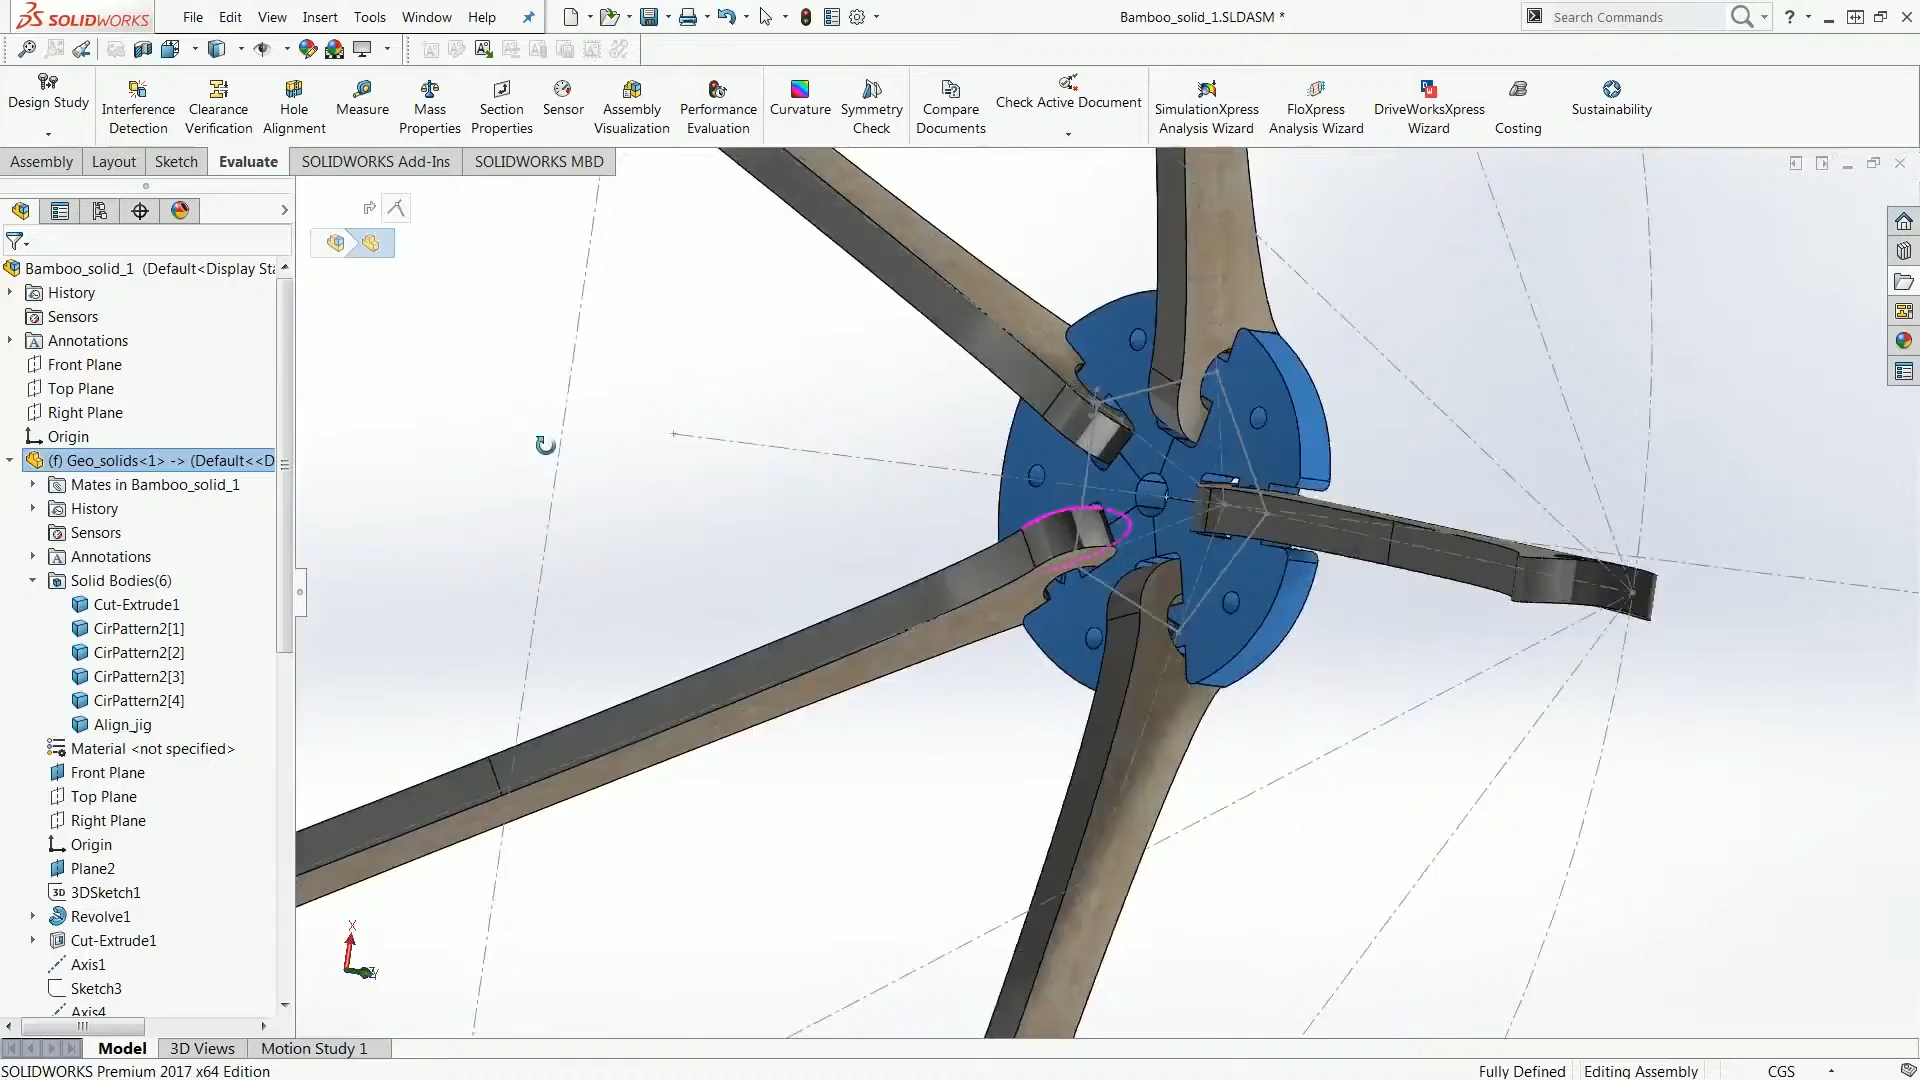 SOLIDWORKS File Edit View Insert Tools Window Help Bamboo_solid_1.SLDASM * Search Commands
Design Study
Interference Detection
Clearance Verification
Hole Alignment
Measure
Mass Properties
Section Properties
Sensor
Assembly Visualization
Performance Evaluation
Curvature
Symmetry Check
Compare Documents
Check Active Document
SimulationXpress Analysis Wizard
FloXpress Analysis Wizard
DriveWorksXpress Wizard
Costing
Sustainability
Assembly Layout Sketch Evaluate SOLIDWORKS Add-Ins SOLIDWORKS MBD
Bamboo_solid_1 (Default<Display Sta
History
Sensors
Annotations
Front Plane
Top Plane
Right Plane
Origin
(f) Geo_solids<1> -> (Default<<D
Mates in Bamboo_solid_1
History
Sensors
Annotations
Solid Bodies(6)
Cut-Extrude1
CirPattern2[1]
CirPattern2[2]
CirPattern2[3]
CirPattern2[4]
Align_jig
Material <not specified>
Front Plane
Top Plane
Right Plane
Origin
Plane2
3DSketch1
Revolve1
Cut-Extrude1
Axis1
Sketch3
Axis4
X
Model 3D Views Motion Study 1
SOLIDWORKS Premium 2017 x64 Edition Fully Defined Editing Assembly CGS